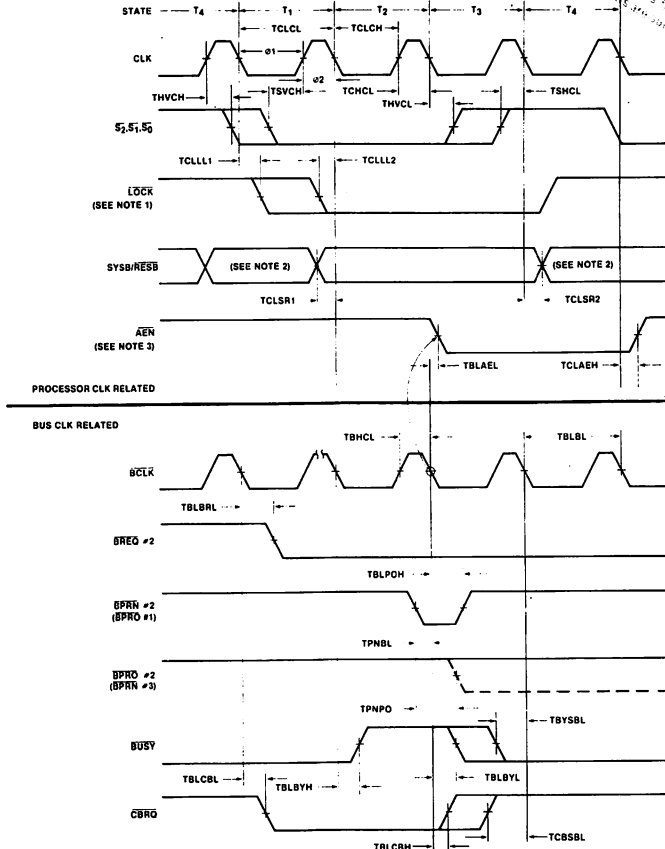 STATE T4 T1 T2 T3 T4
TCLCL TCLCH
CLK ø1
ø2
THVCH TSVCH TCHCL THVCL TSHCL
S2,S1,S0
TCLLL1 TCLLL2
LOCK
(SEE NOTE 1)
SYSB/RESB (SEE NOTE 2) (SEE NOTE 2)
TCLSR1 TCLSR2
AEN
(SEE NOTE 3)
TBLAEL TCLAEH
PROCESSOR CLK RELATED
BUS CLK RELATED
TBHCL TBLBL
BCLK
TBLBRL
BREQ #2
TBLPOH
BPRN #2
(BPRO #1)
TPNBL
BPRO #2
(BPRN #3)
TPNPO
TBYSBL
BUSY
TBLCBL TBLBYH TBLBYL
CBRQ
TBLCBH TCBSBL